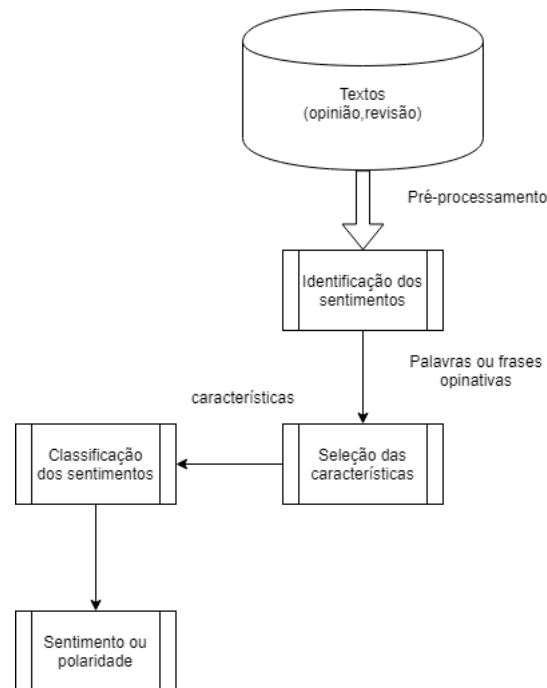 Textos
(opinião,revisão)
Pré-processamento
Identificação dos
sentimentos
Palavras ou frases
opinativas
características
Seleção das
características
Classificação
dos sentimentos
Sentimento ou
polaridade